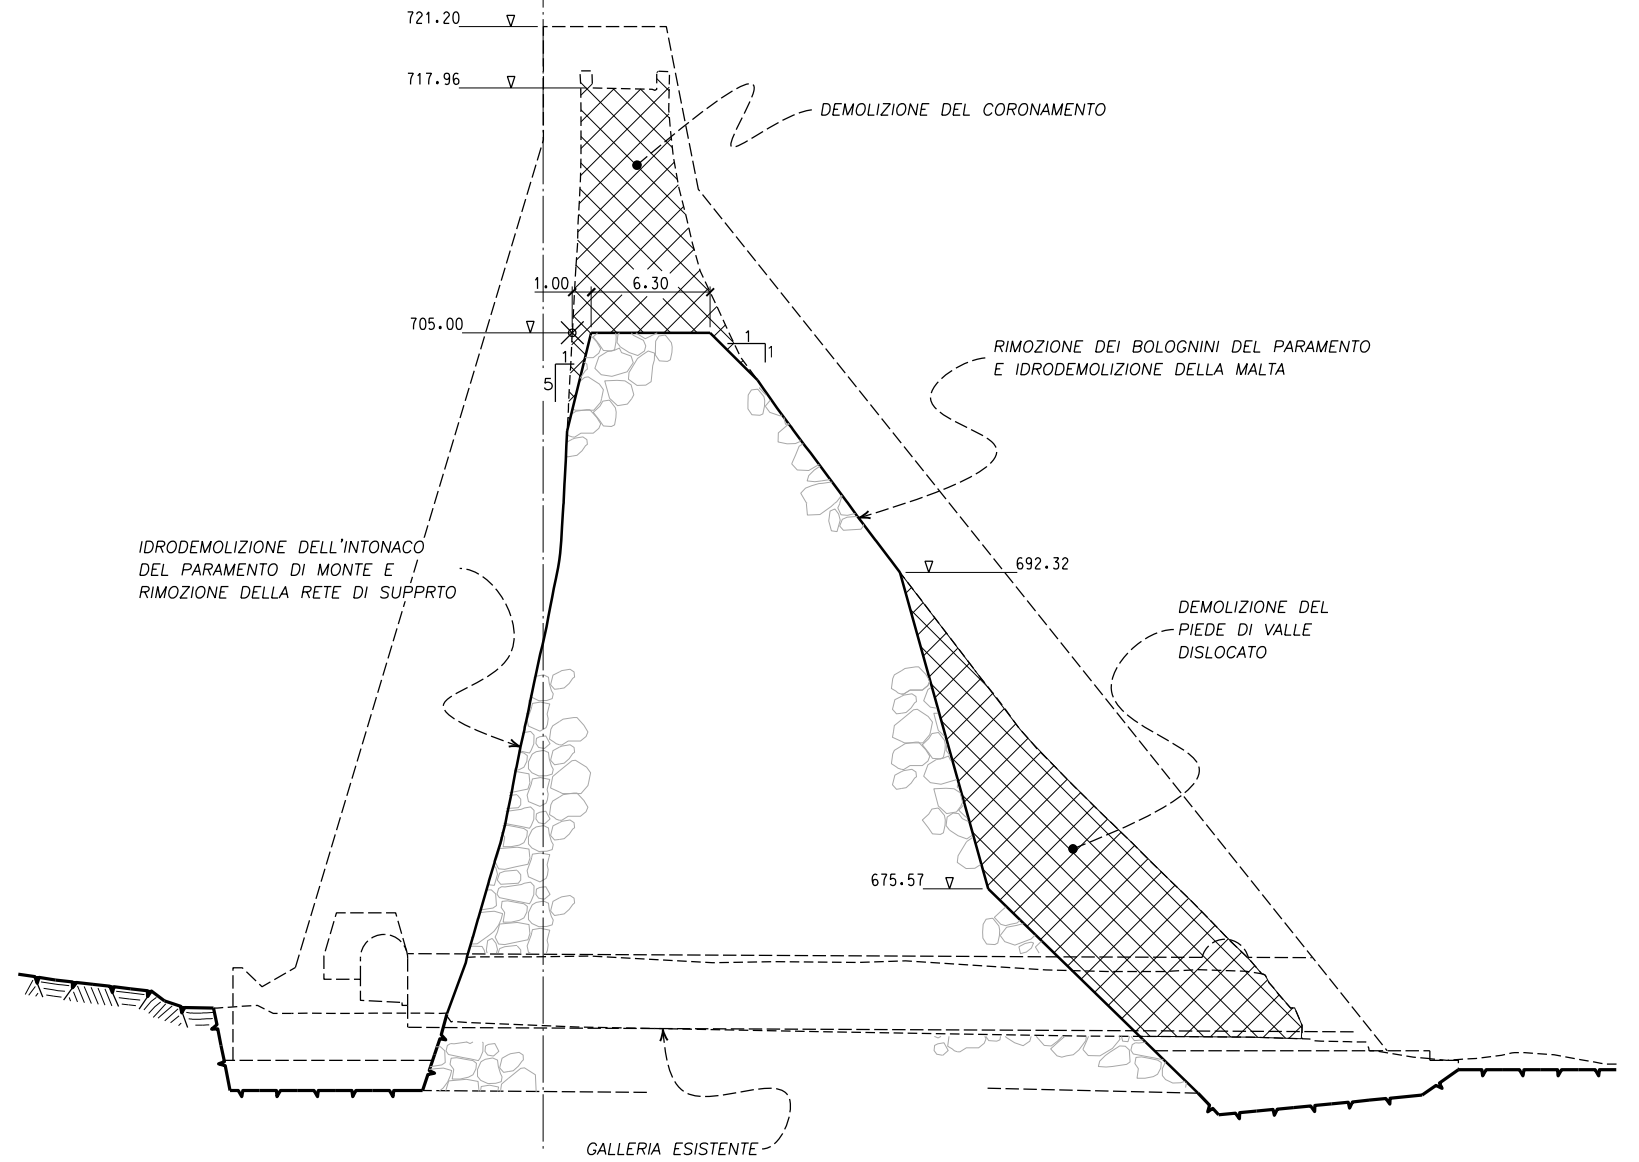 721.20
717.96
DEMOLIZIONE DEL CORONAMENTO
1.00
6.30
705.00
1
1
1
5
RIMOZIONE DEI BOLOGNINI DEL PARAMENTO
E IDRODEMOLIZIONE DELLA MALTA
IDRODEMOLIZIONE DELL'INTONACO
DEL PARAMENTO DI MONTE E
RIMOZIONE DELLA RETE DI SUPPRTO
692.32
DEMOLIZIONE DEL
PIEDE DI VALLE
DISLOCATO
675.57
GALLERIA ESISTENTE